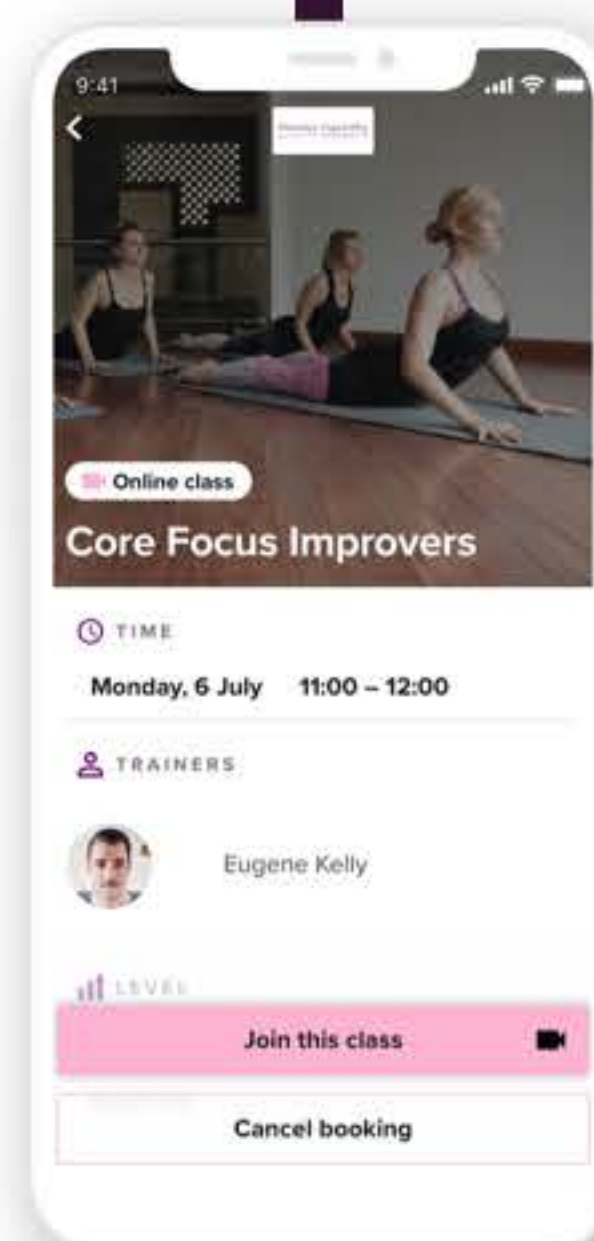 9:41
Online class
Core Focus Improvers
TIME
Monday, 6 July 11:00 – 12:00
TRAINERS
Eugene Kelly
LEVEL
Join this class
Cancel booking